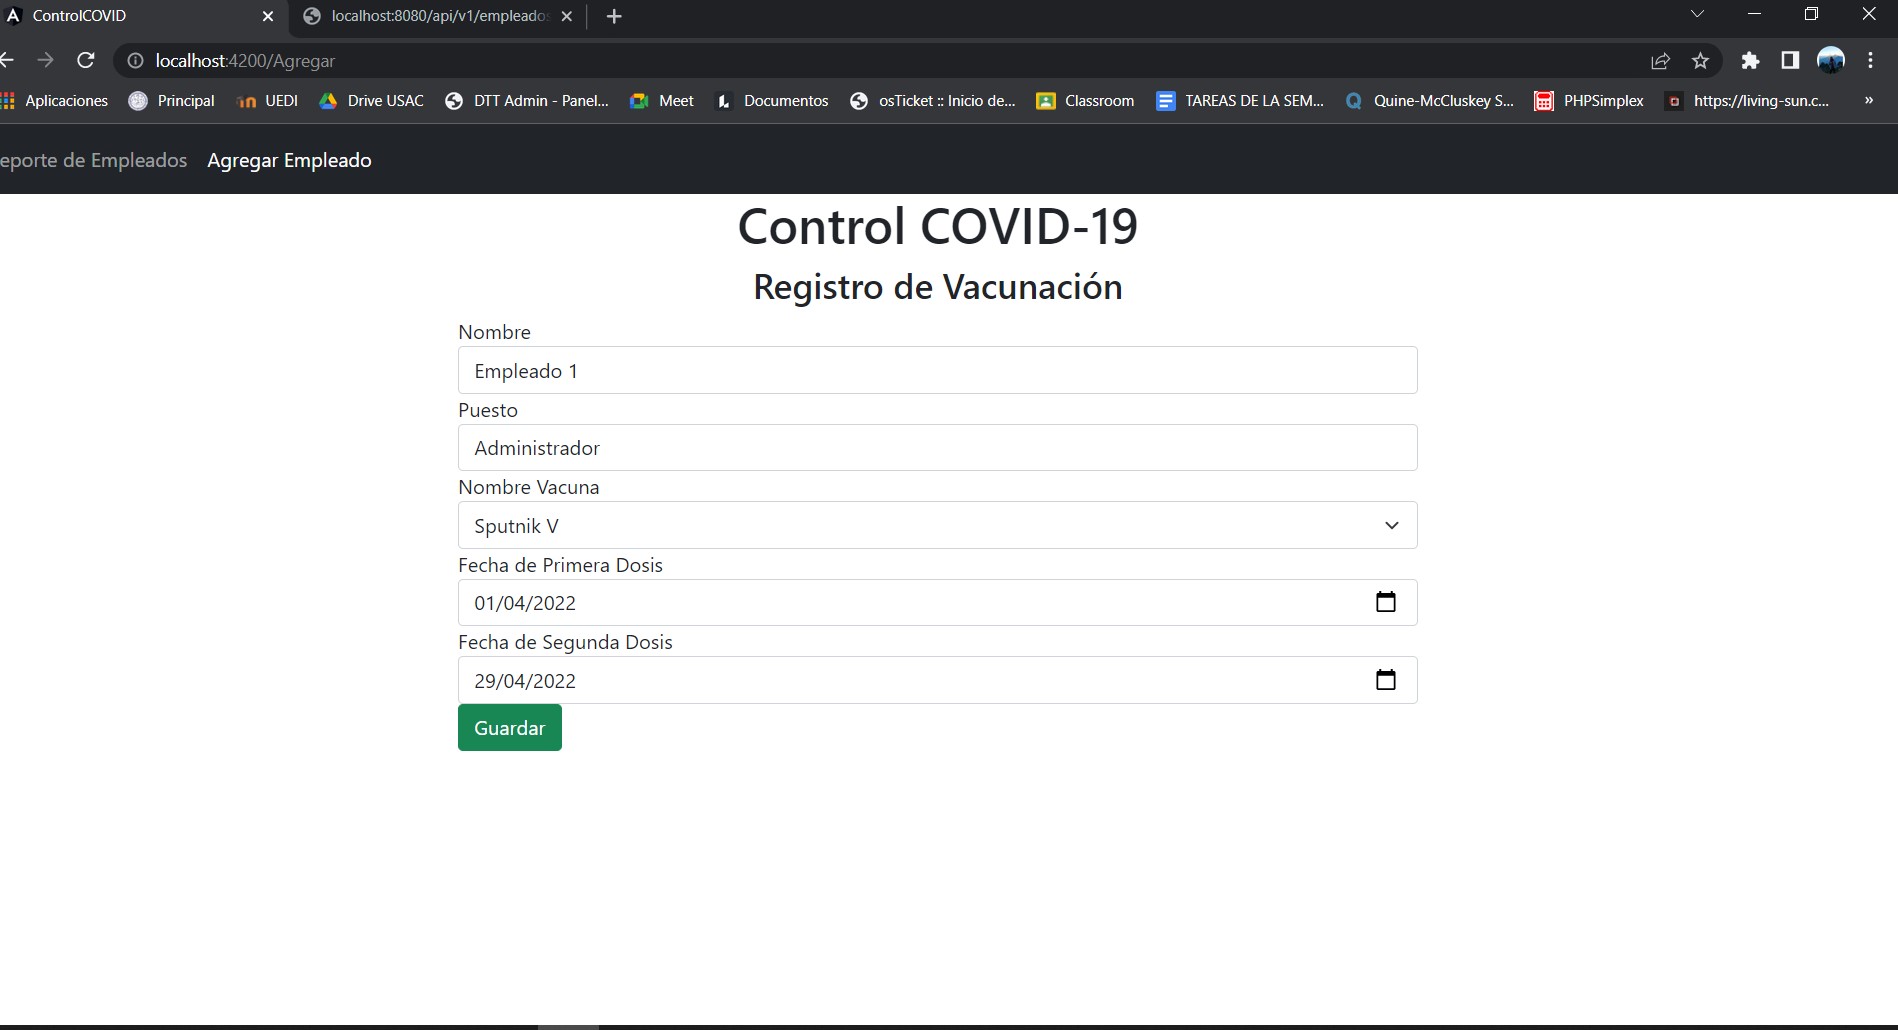 ControlCOVID
localhost:8080/api/v1/empleados
localhost:4200/Agregar
Aplicaciones Principal UEDI Drive USAC DTT Admin - Panel... Meet Documentos osTicket :: Inicio de... Classroom TAREAS DE LA SEM... Quine-McCluskey S... PHPSimplex https://living-sun.c... »
eporte de Empleados Agregar Empleado
Control COVID-19
Registro de Vacunación
Nombre
Empleado 1
Puesto
Administrador
Nombre Vacuna
Sputnik V
Fecha de Primera Dosis
01/04/2022
Fecha de Segunda Dosis
29/04/2022
Guardar